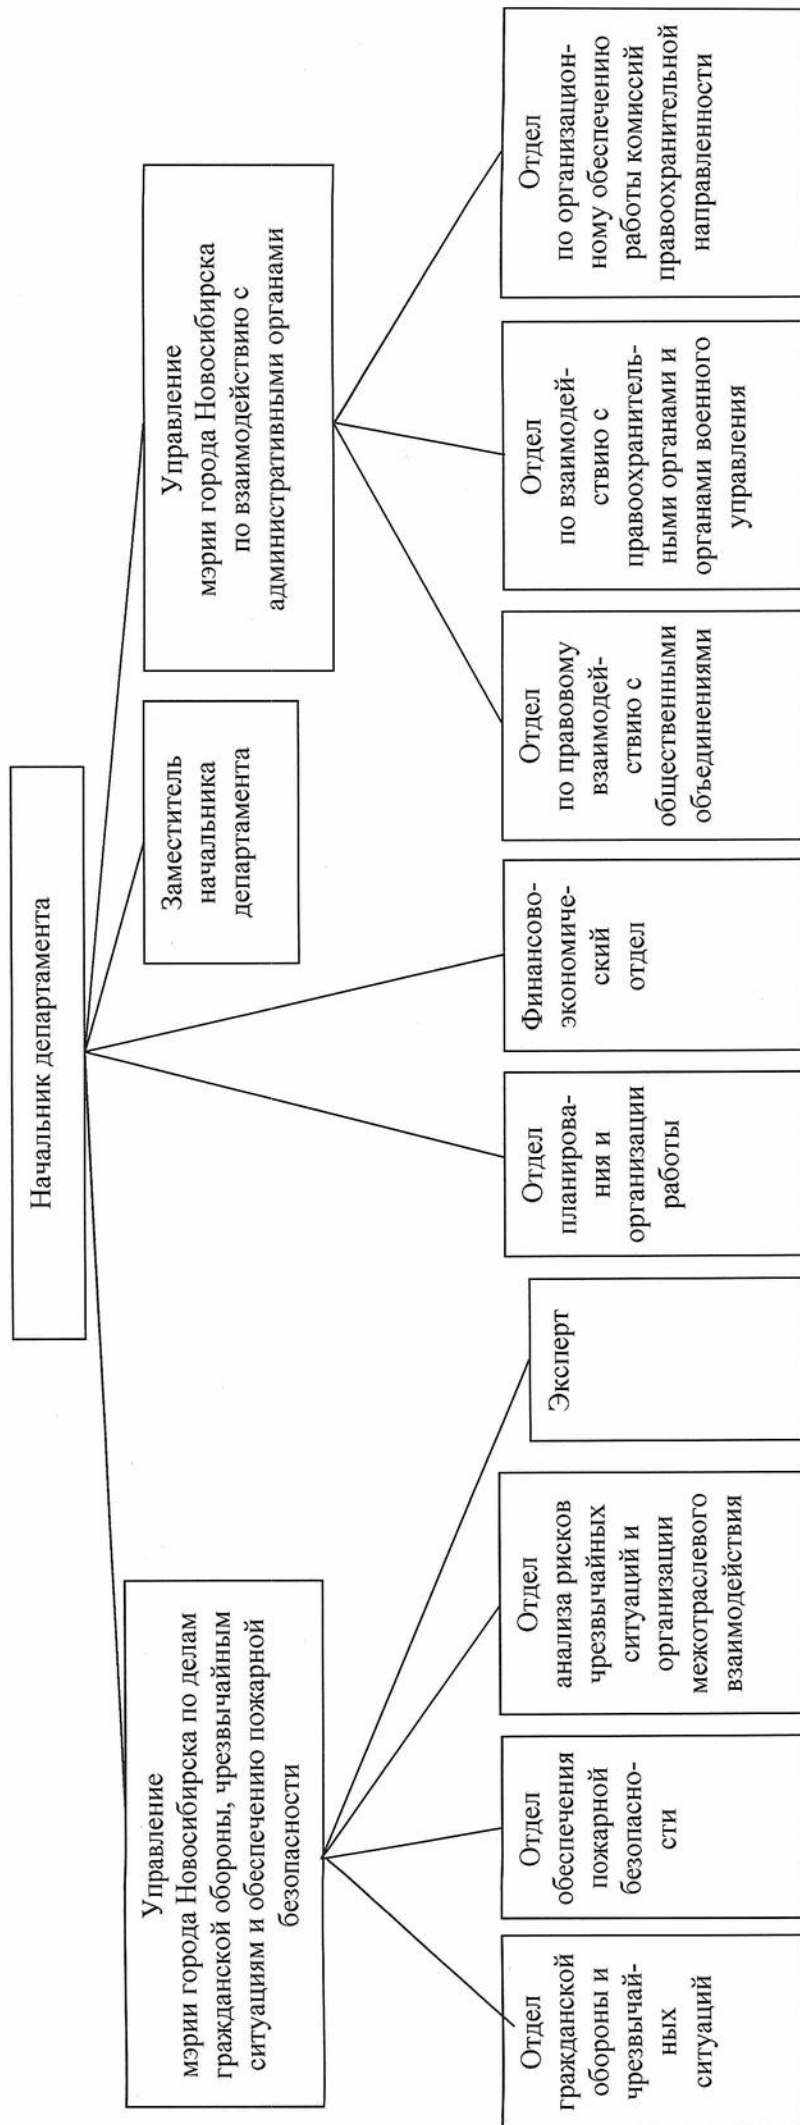 Начальник департамента
Управление
мэрии города Новосибирска по делам
гражданской обороны, чрезвычайным
ситуациям и обеспечению пожарной
безопасности
Заместитель
начальника
департамента
Управление
мэрии города Новосибирска
по взаимодействию с
административными органами
Отдел
гражданской
обороны и
чрезвычай-
ных
ситуаций
Отдел
обеспечения
пожарной
безопасно-
сти
Отдел
анализа рисков
чрезвычайных
ситуаций и
организации
межотраслевого
взаимодействия
Эксперт
Отдел
планирова-
ния и
организации
работы
Финансово-
экономиче-
ский
отдел
Отдел
по правовому
взаимодей-
ствию с
общественными
объединениями
Отдел
по взаимодей-
ствию с
правоохранитель-
ными органами и
органами военного
управления
Отдел
по организацион-
ному обеспечению
работы комиссий
правоохранительной
направленности